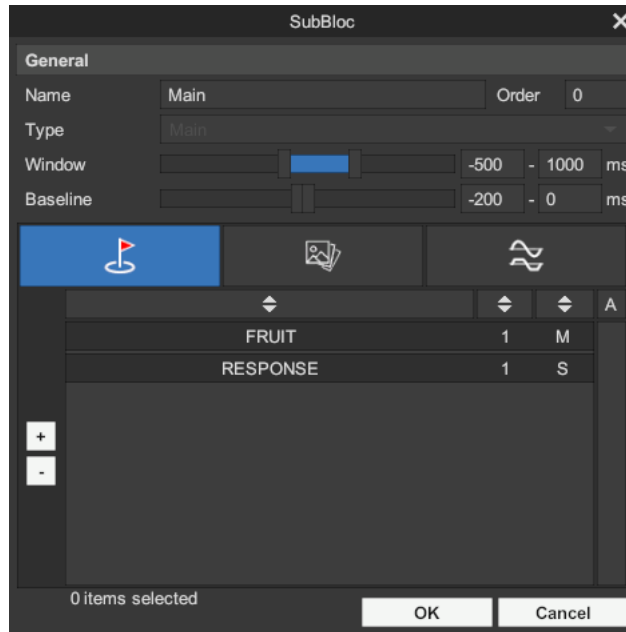 SubBloc
General
Name Main Order 0
Type Main
Window -500 - 1000 ms
Baseline -200 - 0 ms
A
FRUIT 1 M
RESPONSE 1 S
+
-
0 items selected
OK Cancel